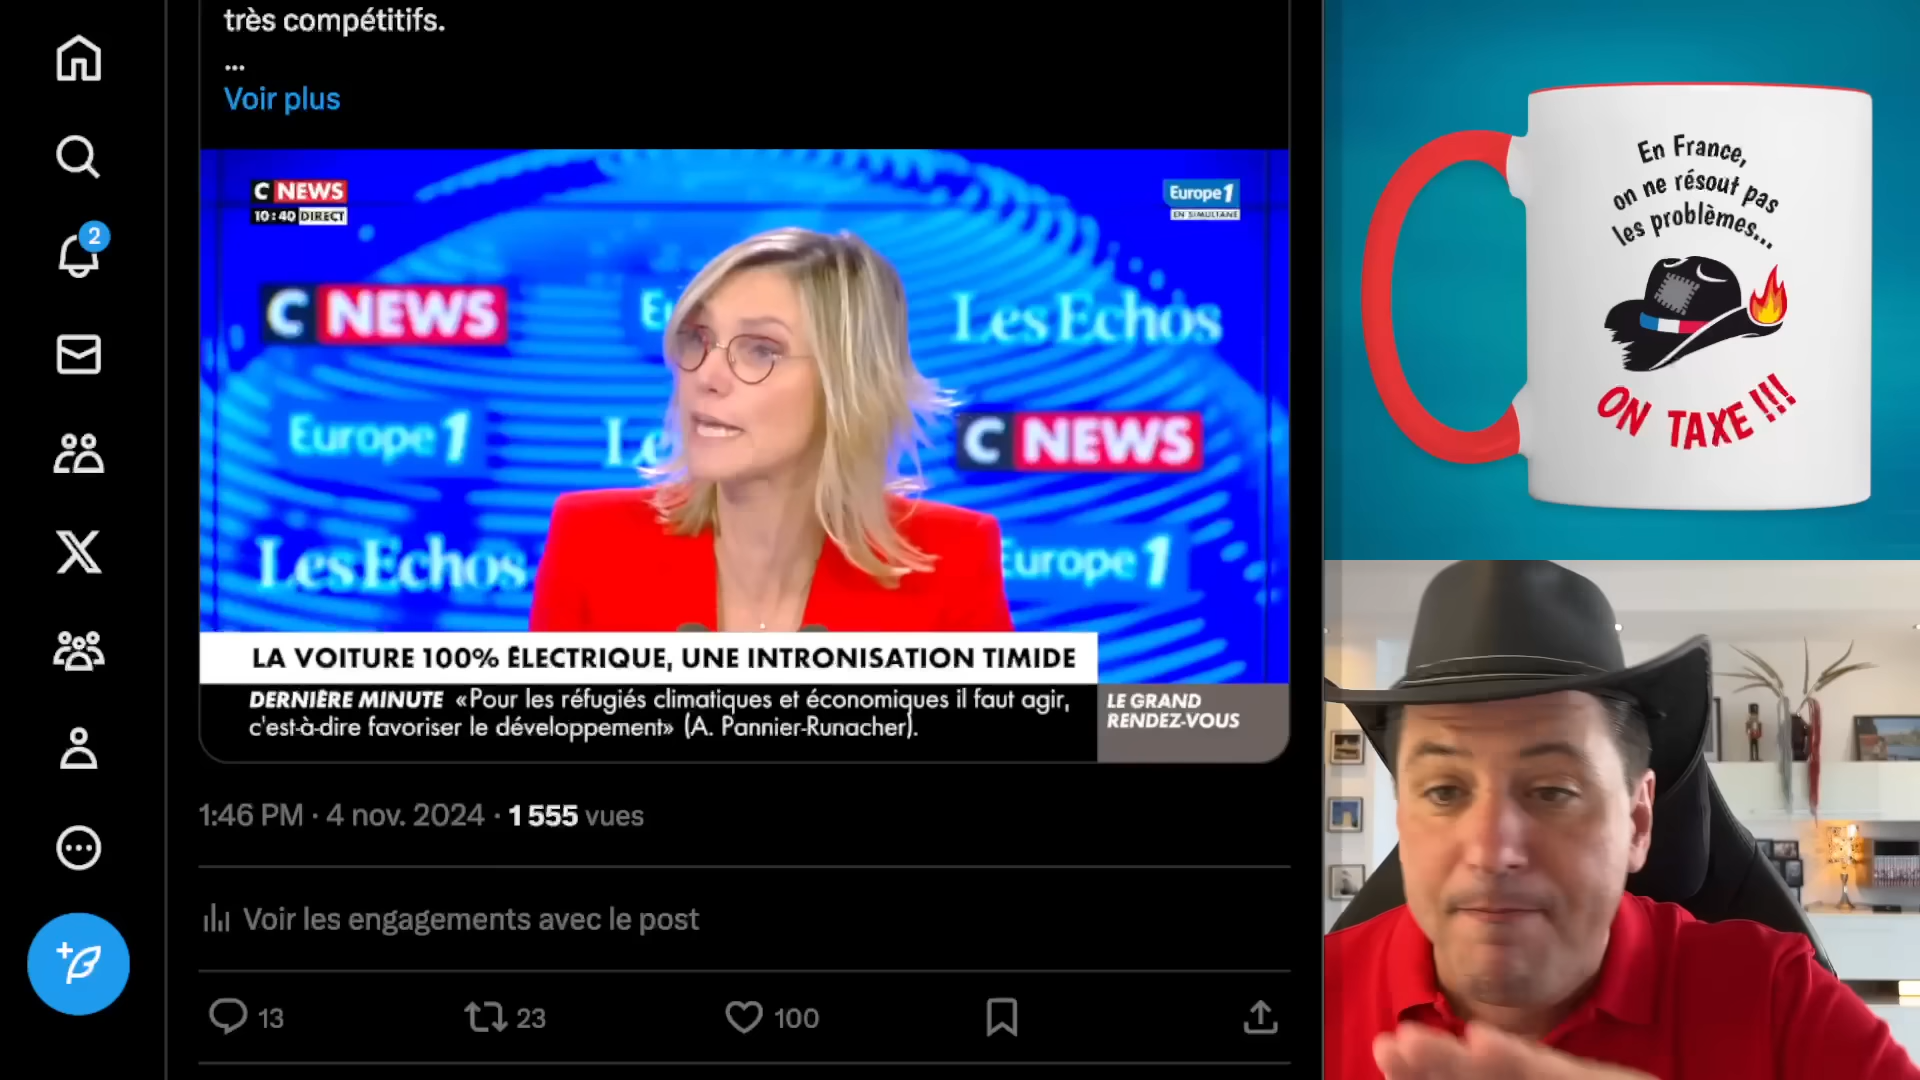 très compétitifs.
...
Voir plus
2
C NEWS
10:40 DIRECT
Europe 1
EN SIMULTANÉ
C NEWS
Eu
Les Echos
Europe 1
Le
C NEWS
Les Echos
Europe 1
LA VOITURE 100% ÉLECTRIQUE, UNE INTRONISATION TIMIDE
DERNIÈRE MINUTE «Pour les réfugiés climatiques et économiques il faut agir,
c'est-à-dire favoriser le développement» (A. Pannier-Runacher).
LE GRAND
RENDEZ-VOUS
1:46 PM · 4 nov. 2024 · 1 555 vues
Voir les engagements avec le post
13
23
100
En France,
on ne résout pas
les problèmes...
ON TAXE !!!